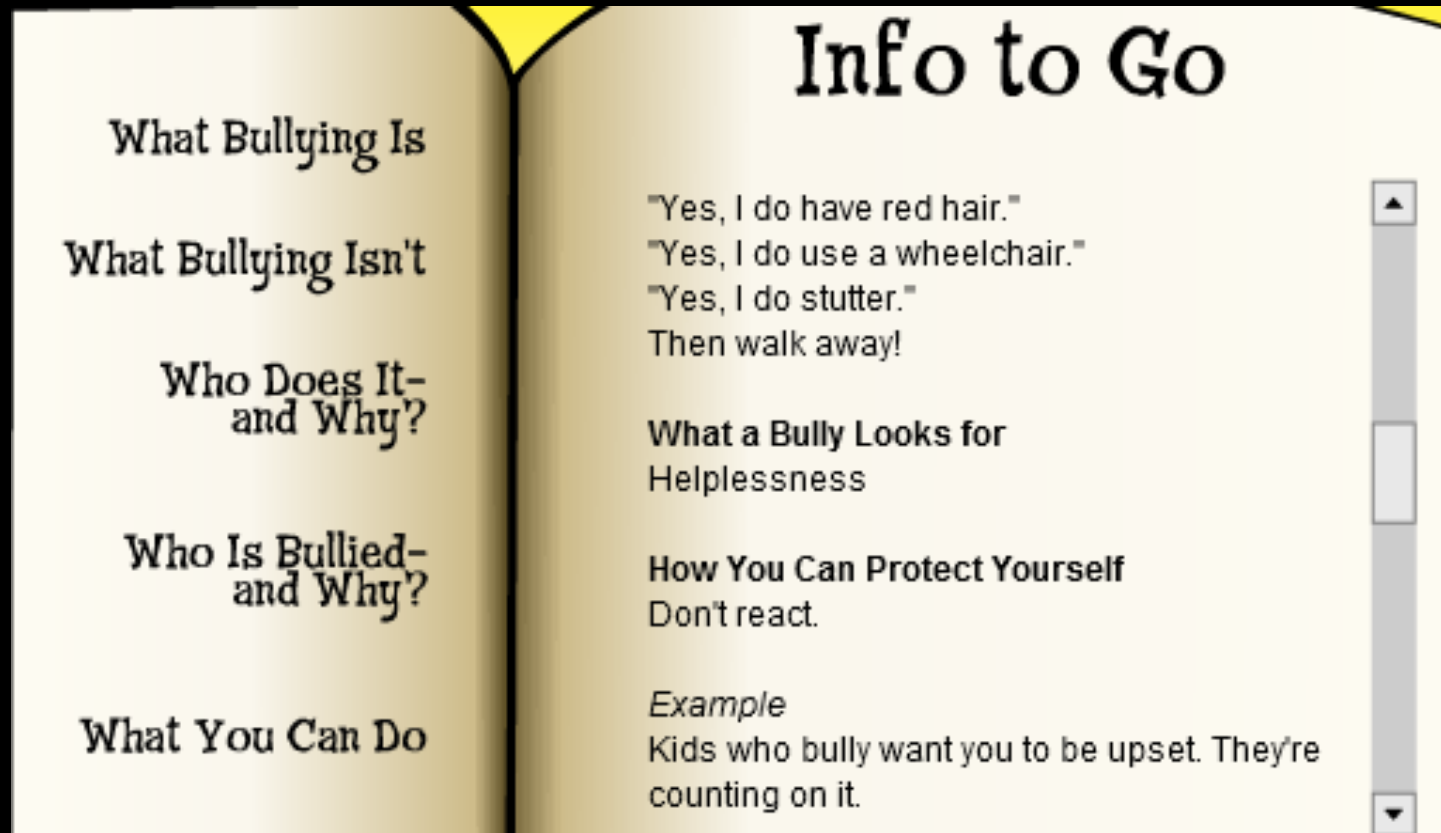 What Bullying Is
What Bullying Isn't
Who Does It-
and Why?
Who Is Bullied-
and Why?
What You Can Do
Info to Go
"Yes, I do have red hair."
"Yes, I do use a wheelchair."
"Yes, I do stutter."
Then walk away!
What a Bully Looks for
Helplessness
How You Can Protect Yourself
Don't react.
Example
Kids who bully want you to be upset. They're
counting on it.